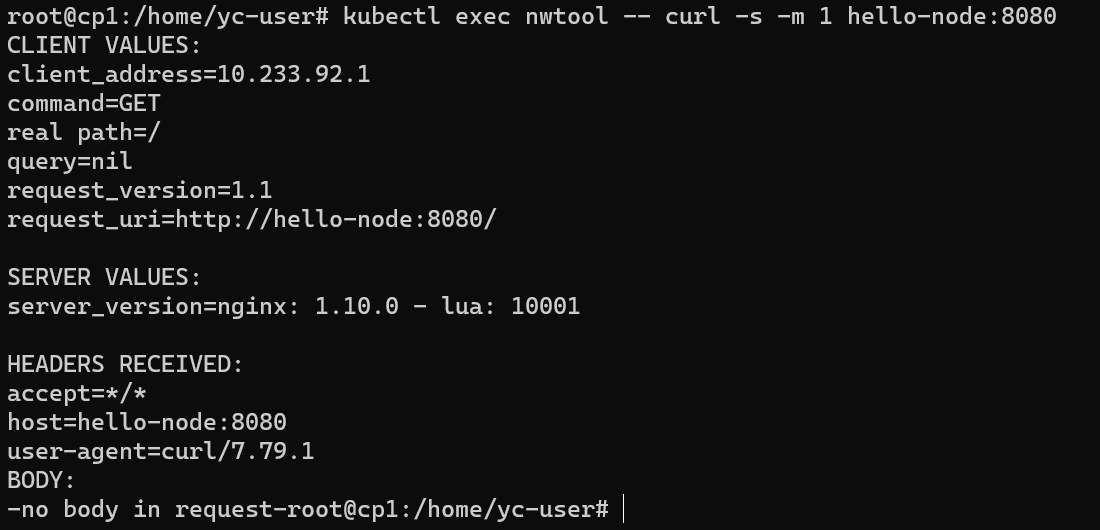 root@cp1:/home/yc-user# kubectl exec nwtool -- curl -s -m 1 hello-node:8080
CLIENT VALUES:
client_address=10.233.92.1
command=GET
real path=/
query=nil
request_version=1.1
request_uri=http://hello-node:8080/

SERVER VALUES:
server_version=nginx: 1.10.0 - lua: 10001

HEADERS RECEIVED:
accept=*/*
host=hello-node:8080
user-agent=curl/7.79.1
BODY:
-no body in request-root@cp1:/home/yc-user#